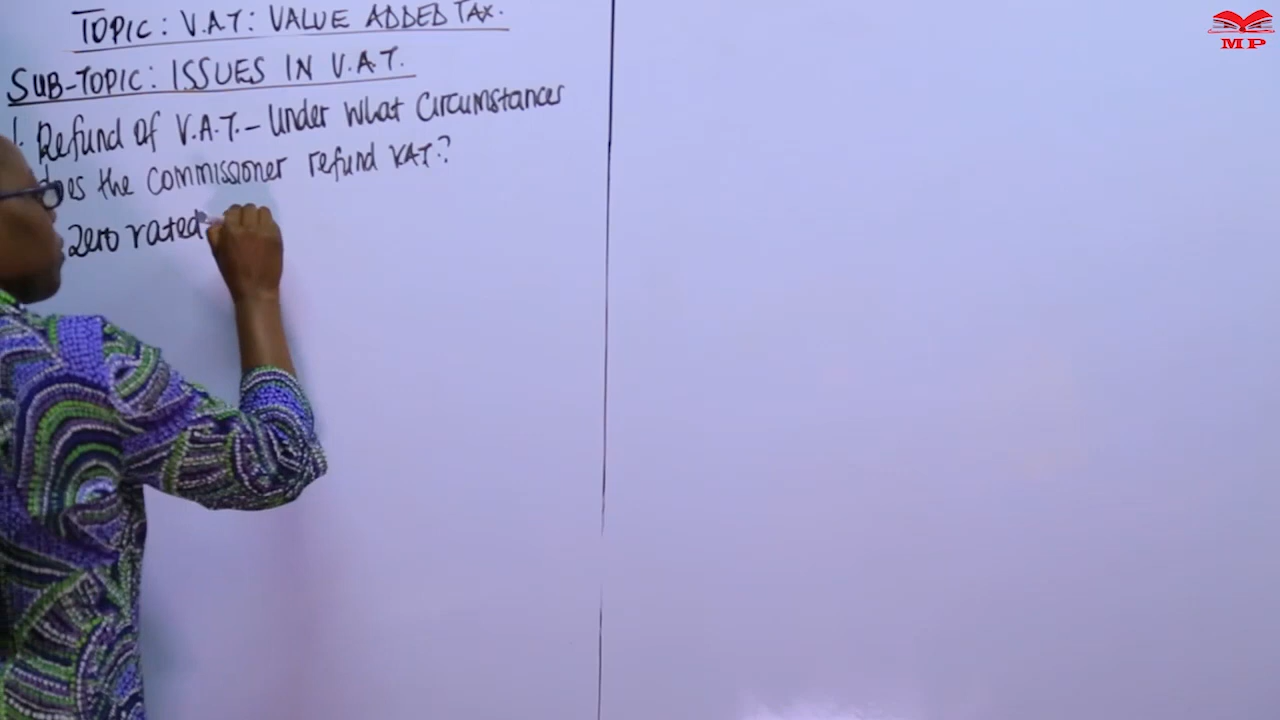 TOPIC: V.A.T: VALUE ADDED TAX.
SUB-TOPIC: ISSUES IN V.A.T.
1. Refund of V.A.T. – Under what circumstances
does the commissioner refund VAT.?
Zero rated
MP